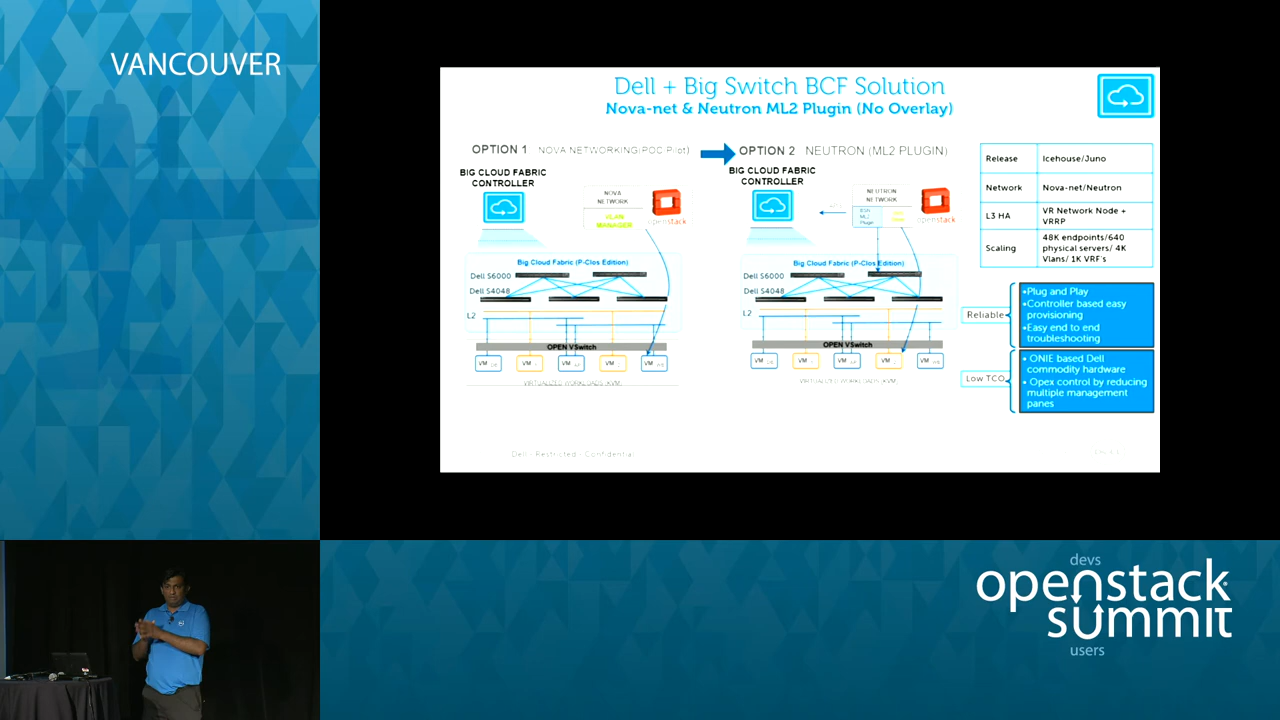 VANCOUVER
Dell + Big Switch BCF Solution
Nova-net & Neutron ML2 Plugin (No Overlay)
OPTION 1 NOVA NETWORKING(POC Pilot)
BIG CLOUD FABRIC
CONTROLLER
NOVA
NETWORK
VLAN
MANAGER
openstack
Big Cloud Fabric (P-Clos Edition)
Dell S6000
Dell S4048
L2
OPEN VSwitch
VM
VM
VM
VM
VM
VIRTUALIZED WORKLOADS (KVM)
OPTION 2 NEUTRON (ML2 PLUGIN)
BIG CLOUD FABRIC
CONTROLLER
NEUTRON
NETWORK
ML2
Plugin
openstack
Big Cloud Fabric (P-Clos Edition)
Dell S6000
Dell S4048
L2
OPEN VSwitch
VM
VM
VM
VM
VM
VIRTUALIZED WORKLOADS (KVM)
Release Icehouse/Juno
Network Nova-net/Neutron
L3 HA VR Network Node +
VRRP
Scaling 48K endpoints/640
physical servers/ 4K
Vlans/ 1K VRF's
Reliable
•Plug and Play
•Controller based easy
provisioning
•Easy end to end
troubleshooting
Low TCO
• ONIE based Dell
commodity hardware
• Opex control by reducing
multiple management
panes
Dell - Restricted - Confidential
devs
openstack
summit
users